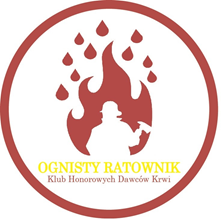 OGNISTY RATOWNIK
Klub Honorowych Dawców Krwi